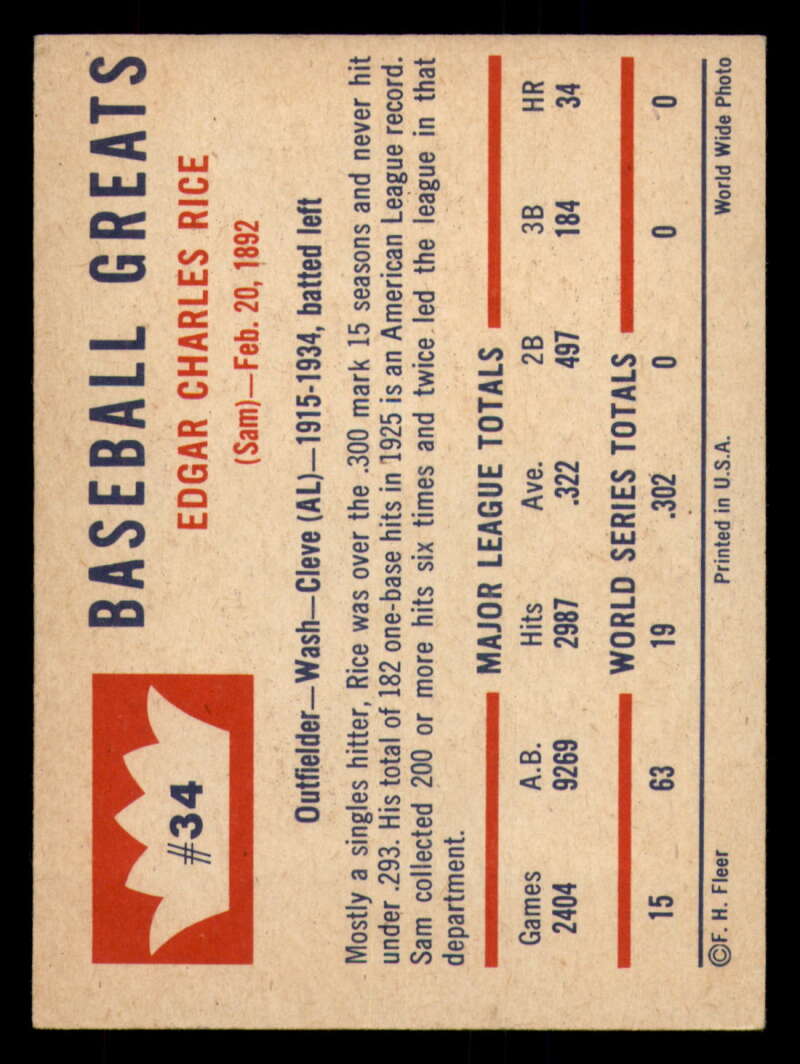 #34
BASEBALL GREATS
EDGAR CHARLES RICE
(Sam)—Feb. 20, 1892
Outfielder—Wash—Cleve (AL)—1915-1934, batted left
Mostly a singles hitter, Rice was over the .300 mark 15 seasons and never hit
under .293. His total of 182 one-base hits in 1925 is an American League record.
Sam collected 200 or more hits six times and twice led the league in that
department.
MAJOR LEAGUE TOTALS
Games A.B. Hits Ave. 2B 3B HR
2404 9269 2987 .322 497 184 34
WORLD SERIES TOTALS
15 63 19 .302 0 0 0
©F. H. Fleer Printed in U.S.A. World Wide Photo